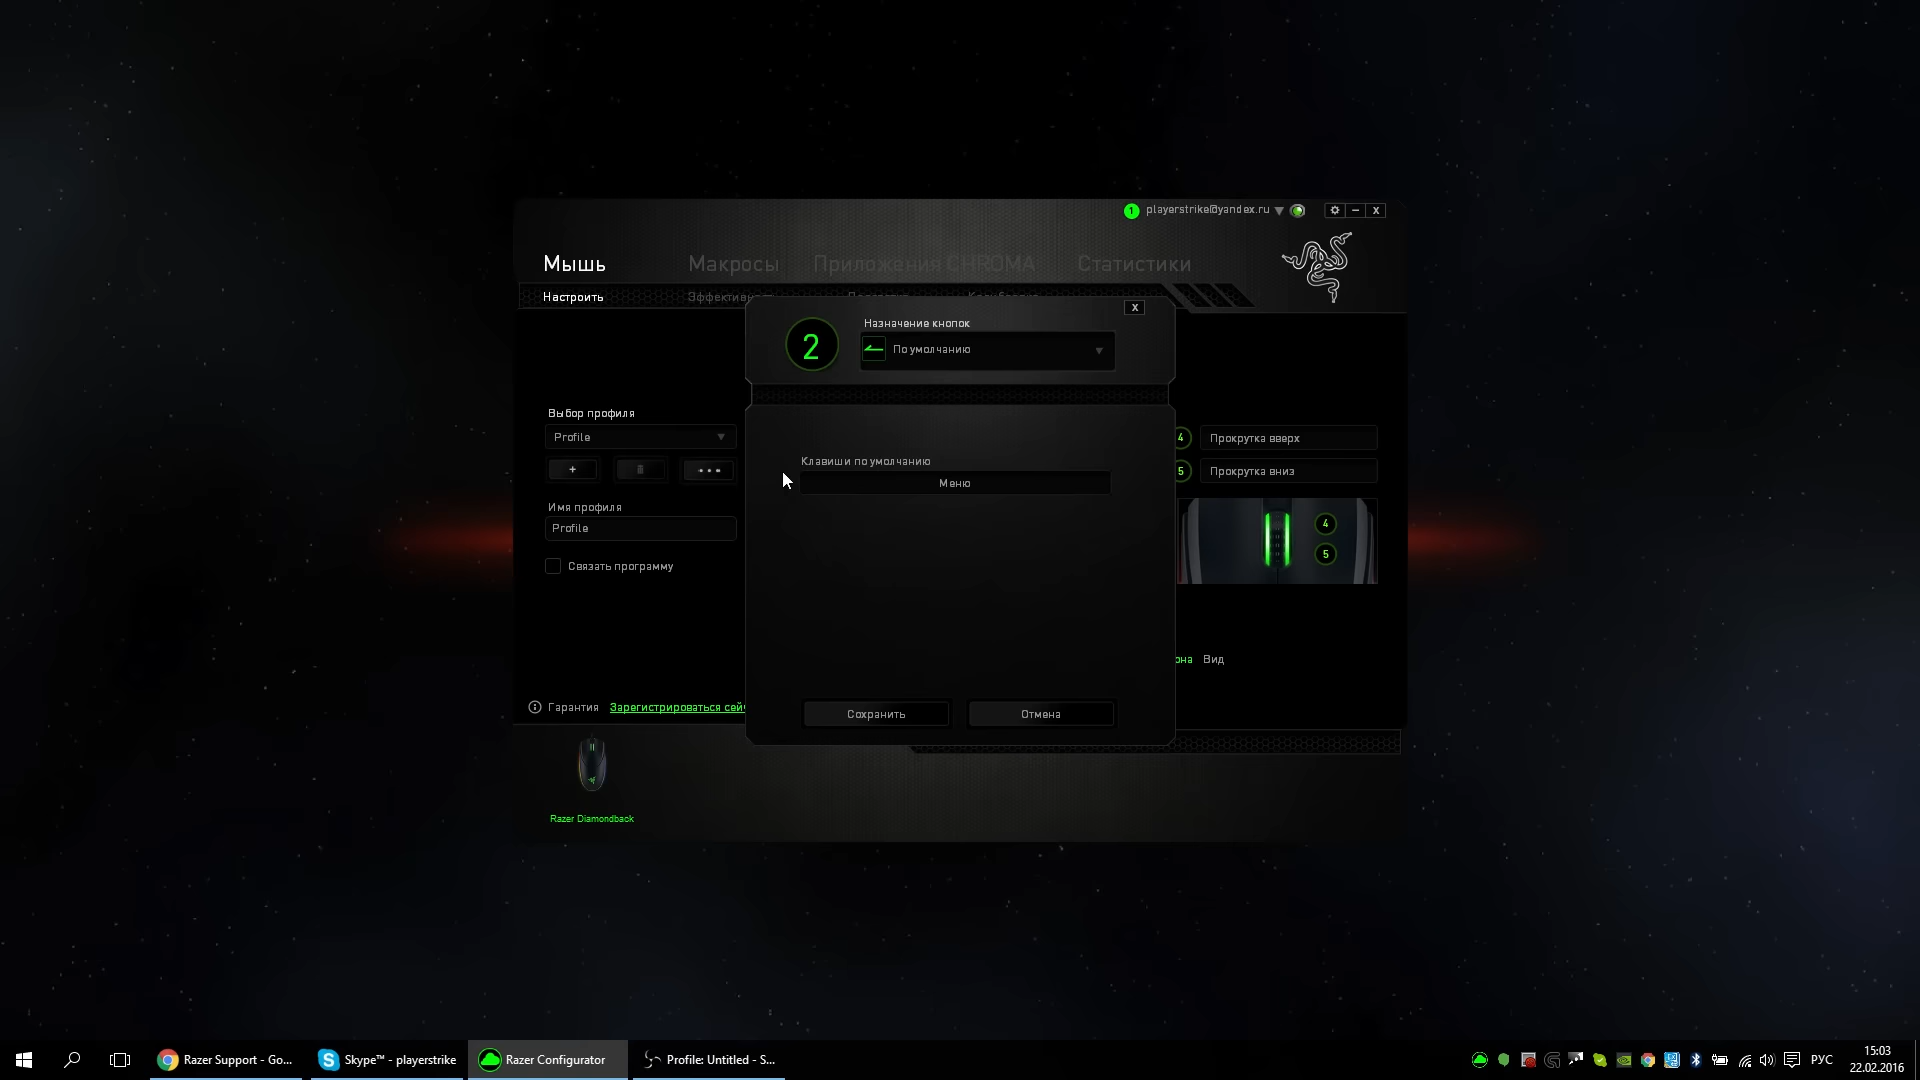 1 playerstrike@yandex.ru
Мышь Макросы Приложения CHROMA Статистики
Настроить
x
2
Назначение кнопок
По умолчанию
Выбор профиля
Profile
+
Имя профиля
Profile
Связать программу
Клавиши по умолчанию
Меню
4 Прокрутка вверх
5 Прокрутка вниз
4
5
Вид
Гарантия Зарегистрироваться
Сохранить Отмена
Razer Diamondback
Razer Support - Go... Skype™ - playerstrike Razer Configurator Profile: Untitled - S...
РУС
15:03
22.02.2016